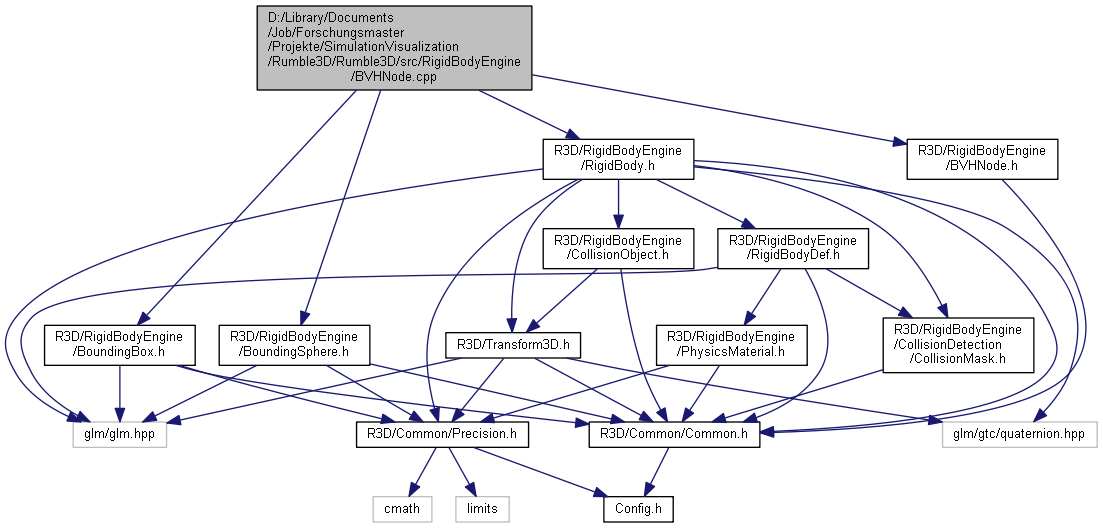 D:/Library/Documents
/Job/Forschungsmaster
/Projekte/SimulationVisualization
/Rumble3D/Rumble3D/src/RigidBodyEngine
/BVHNode.cpp
R3D/RigidBodyEngine
/RigidBody.h
R3D/RigidBodyEngine
/BVHNode.h
R3D/RigidBodyEngine
/CollisionObject.h
R3D/RigidBodyEngine
/RigidBodyDef.h
R3D/RigidBodyEngine
/BoundingBox.h
R3D/RigidBodyEngine
/BoundingSphere.h
R3D/Transform3D.h
R3D/RigidBodyEngine
/PhysicsMaterial.h
R3D/RigidBodyEngine
/CollisionDetection
/CollisionMask.h
glm/glm.hpp
R3D/Common/Precision.h
R3D/Common/Common.h
glm/gtc/quaternion.hpp
cmath
limits
Config.h